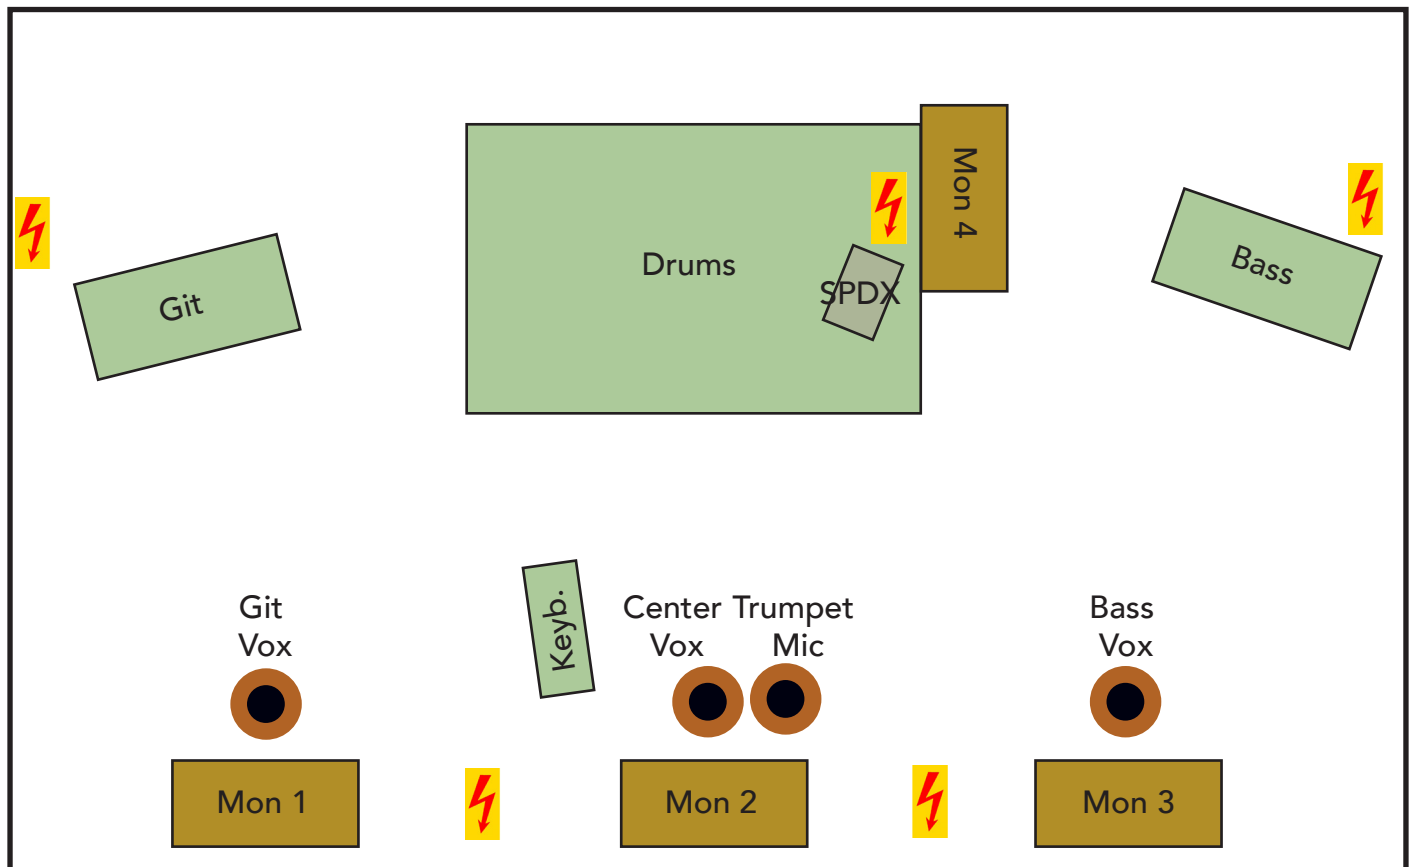 Mon 4
Drums
Bass
SPDX
Git
Keyb.
Git
Vox
Center
Vox
Trumpet
Mic
Bass
Vox
Mon 1
Mon 2
Mon 3